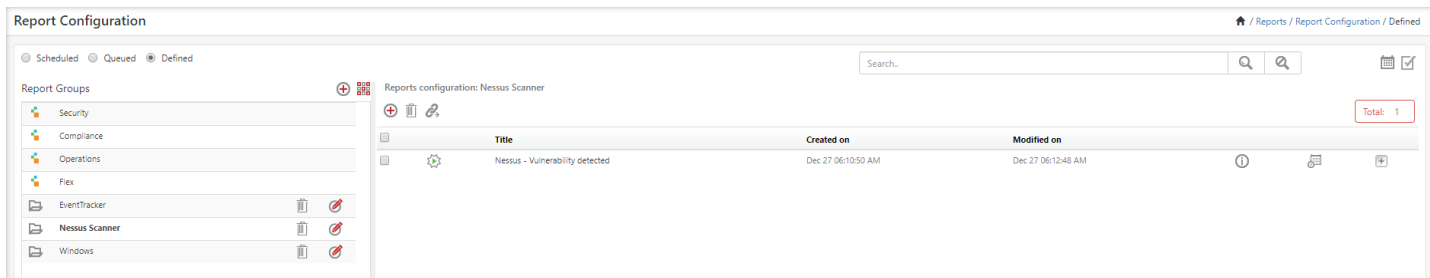 Report Configuration
/ Reports / Report Configuration / Defined
Scheduled Queued Defined
Search..
Report Groups
Security
Compliance
Operations
Flex
EventTracker
Nessus Scanner
Windows
Reports configuration: Nessus Scanner
Total: 1
Title Created on Modified on
Nessus - Vulnerability detected Dec 27 06:10:50 AM Dec 27 06:12:48 AM